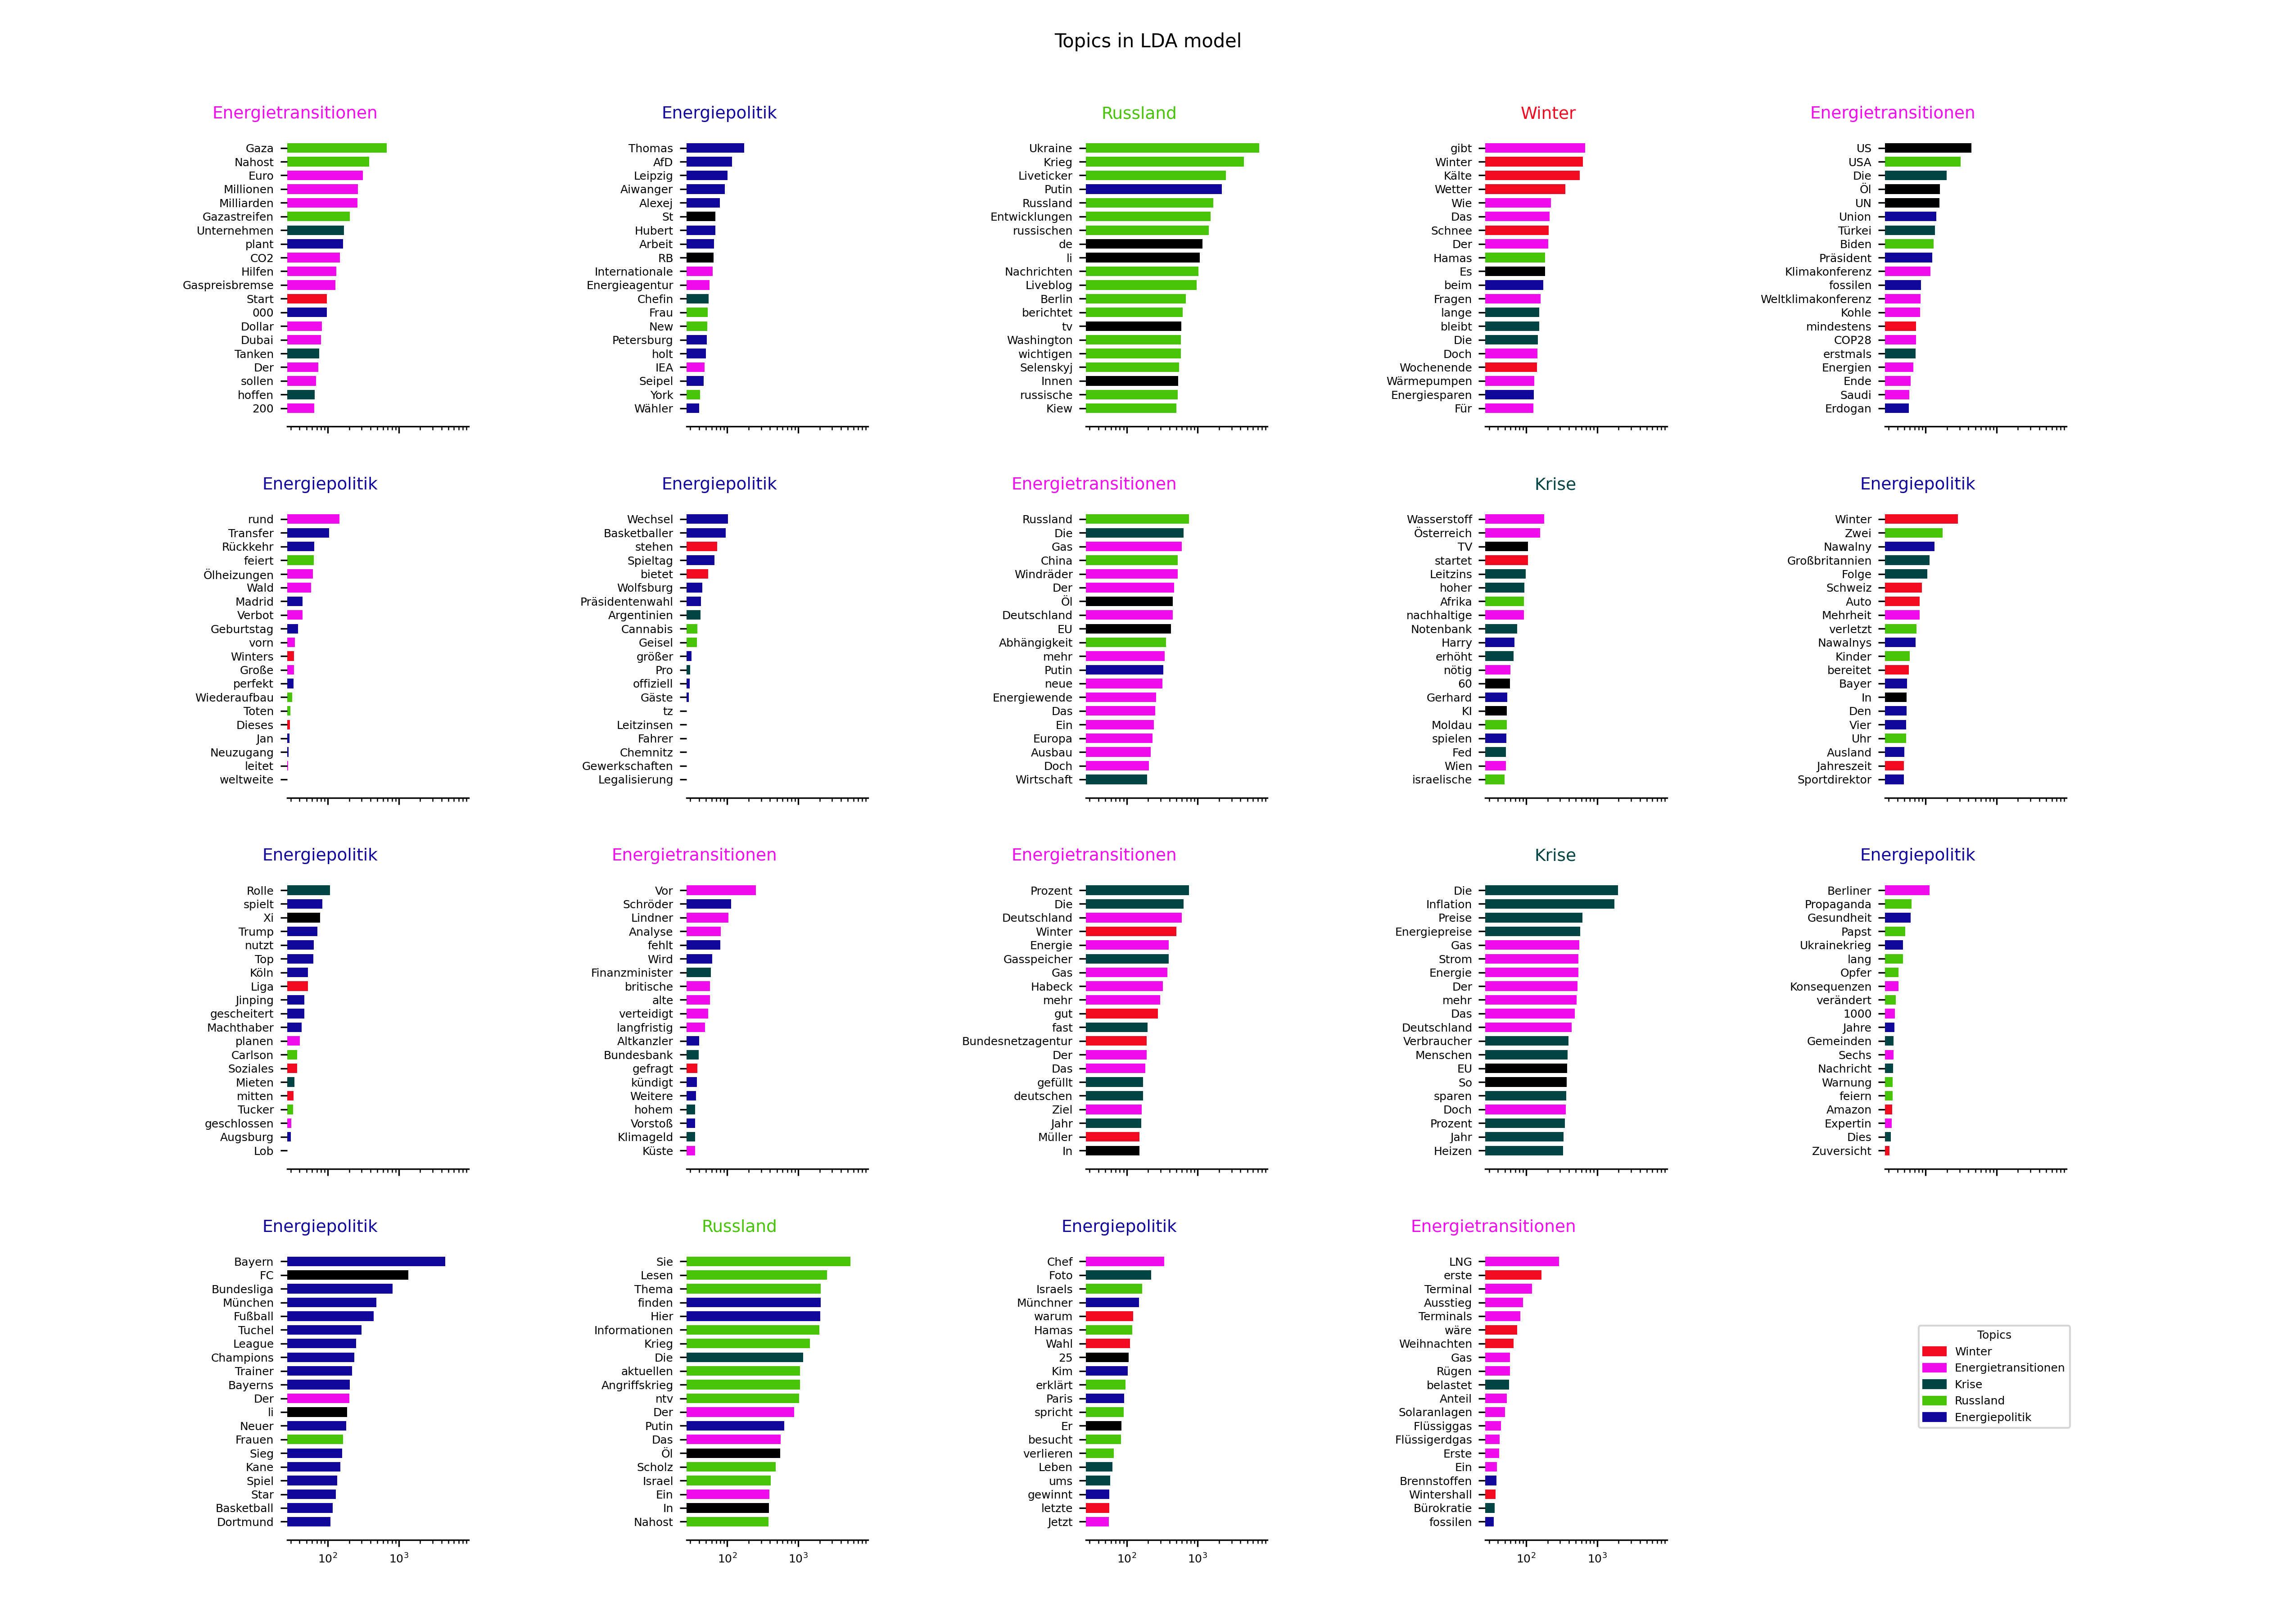 Topics in LDA model
Energietransitionen
Gaza
Nahost
Euro
Millionen
Milliarden
Gazastreifen
Unternehmen
plant
CO2
Hilfen
Gaspreisbremse
Start
000
Dollar
Dubai
Tanken
Der
sollen
hoffen
200
Energiepolitik
Thomas
AfD
Leipzig
Aiwanger
Alexej
St
Hubert
Arbeit
RB
Internationale
Energieagentur
Chefin
Frau
New
Petersburg
holt
IEA
Seipel
York
Wähler
Russland
Ukraine
Krieg
Liveticker
Putin
Russland
Entwicklungen
russischen
de
li
Nachrichten
Liveblog
Berlin
berichtet
tv
Washington
wichtigen
Selenskyj
Innen
russische
Kiew
Winter
gibt
Winter
Kälte
Wetter
Wie
Das
Schnee
Der
Hamas
Es
beim
Fragen
lange
bleibt
Die
Doch
Wochenende
Wärmepumpen
Energiesparen
Für
Energietransitionen
US
USA
Die
Öl
UN
Union
Türkei
Biden
Präsident
Klimakonferenz
fossilen
Weltklimakonferenz
Kohle
mindestens
COP28
erstmals
Energien
Ende
Saudi
Erdogan
Energiepolitik
rund
Transfer
Rückkehr
feiert
Ölheizungen
Wald
Madrid
Verbot
Geburtstag
vorn
Winters
Große
perfekt
Wiederaufbau
Toten
Dieses
Jan
Neuzugang
leitet
weltweite
Energiepolitik
Wechsel
Basketballer
stehen
Spieltag
bietet
Wolfsburg
Präsidentenwahl
Argentinien
Cannabis
Geisel
größer
Pro
offiziell
Gäste
tz
Leitzinsen
Fahrer
Chemnitz
Gewerkschaften
Legalisierung
Energietransitionen
Russland
Die
Gas
China
Windräder
Der
Öl
Deutschland
EU
Abhängigkeit
mehr
Putin
neue
Energiewende
Das
Ein
Europa
Ausbau
Doch
Wirtschaft
Krise
Wasserstoff
Österreich
TV
startet
Leitzins
hoher
Afrika
nachhaltige
Notenbank
Harry
erhöht
nötig
60
Gerhard
KI
Moldau
spielen
Fed
Wien
israelische
Energiepolitik
Winter
Zwei
Nawalny
Großbritannien
Folge
Schweiz
Auto
Mehrheit
verletzt
Nawalnys
Kinder
bereitet
Bayer
In
Den
Vier
Uhr
Ausland
Jahreszeit
Sportdirektor
Energiepolitik
Rolle
spielt
Xi
Trump
nutzt
Top
Köln
Liga
Jinping
gescheitert
Machthaber
planen
Carlson
Soziales
Mieten
mitten
Tucker
geschlossen
Augsburg
Lob
Energietransitionen
Vor
Schröder
Lindner
Analyse
fehlt
Wird
Finanzminister
britische
alte
verteidigt
langfristig
Altkanzler
Bundesbank
gefragt
kündigt
Weitere
hohem
Vorstoß
Klimageld
Küste
Energietransitionen
Prozent
Die
Deutschland
Winter
Energie
Gasspeicher
Gas
Habeck
mehr
gut
fast
Bundesnetzagentur
Der
Das
gefüllt
deutschen
Ziel
Jahr
Müller
In
Krise
Die
Inflation
Preise
Energiepreise
Gas
Strom
Energie
Der
mehr
Das
Deutschland
Verbraucher
Menschen
EU
So
sparen
Doch
Prozent
Jahr
Heizen
Energiepolitik
Berliner
Propaganda
Gesundheit
Papst
Ukrainekrieg
lang
Opfer
Konsequenzen
verändert
1000
Jahre
Gemeinden
Sechs
Nachricht
Warnung
feiern
Amazon
Expertin
Dies
Zuversicht
Energiepolitik
Bayern
FC
Bundesliga
München
Fußball
Tuchel
League
Champions
Trainer
Bayerns
Der
li
Neuer
Frauen
Sieg
Kane
Spiel
Star
Basketball
Dortmund
10² 10³
Russland
Sie
Lesen
Thema
finden
Hier
Informationen
Krieg
Die
aktuellen
Angriffskrieg
ntv
Der
Putin
Das
Öl
Scholz
Israel
Ein
In
Nahost
10² 10³
Energiepolitik
Chef
Foto
Israels
Münchner
warum
Hamas
Wahl
25
Kim
erklärt
Paris
spricht
Er
besucht
verlieren
Leben
ums
gewinnt
letzte
Jetzt
10² 10³
Energietransitionen
LNG
erste
Terminal
Ausstieg
Terminals
wäre
Weihnachten
Gas
Rügen
belastet
Anteil
Solaranlagen
Flüssiggas
Flüssigerdgas
Erste
Ein
Brennstoffen
Wintershall
Bürokratie
fossilen
10² 10³
Topics
Winter
Energietransitionen
Krise
Russland
Energiepolitik